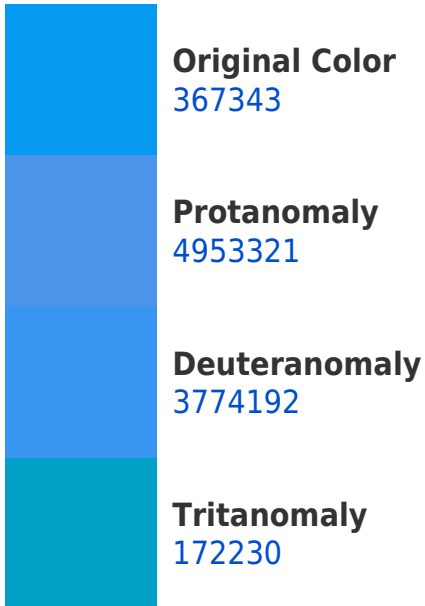 Original Color
367343
Protanomaly
4953321
Deuteranomaly
3774192
Tritanomaly
172230